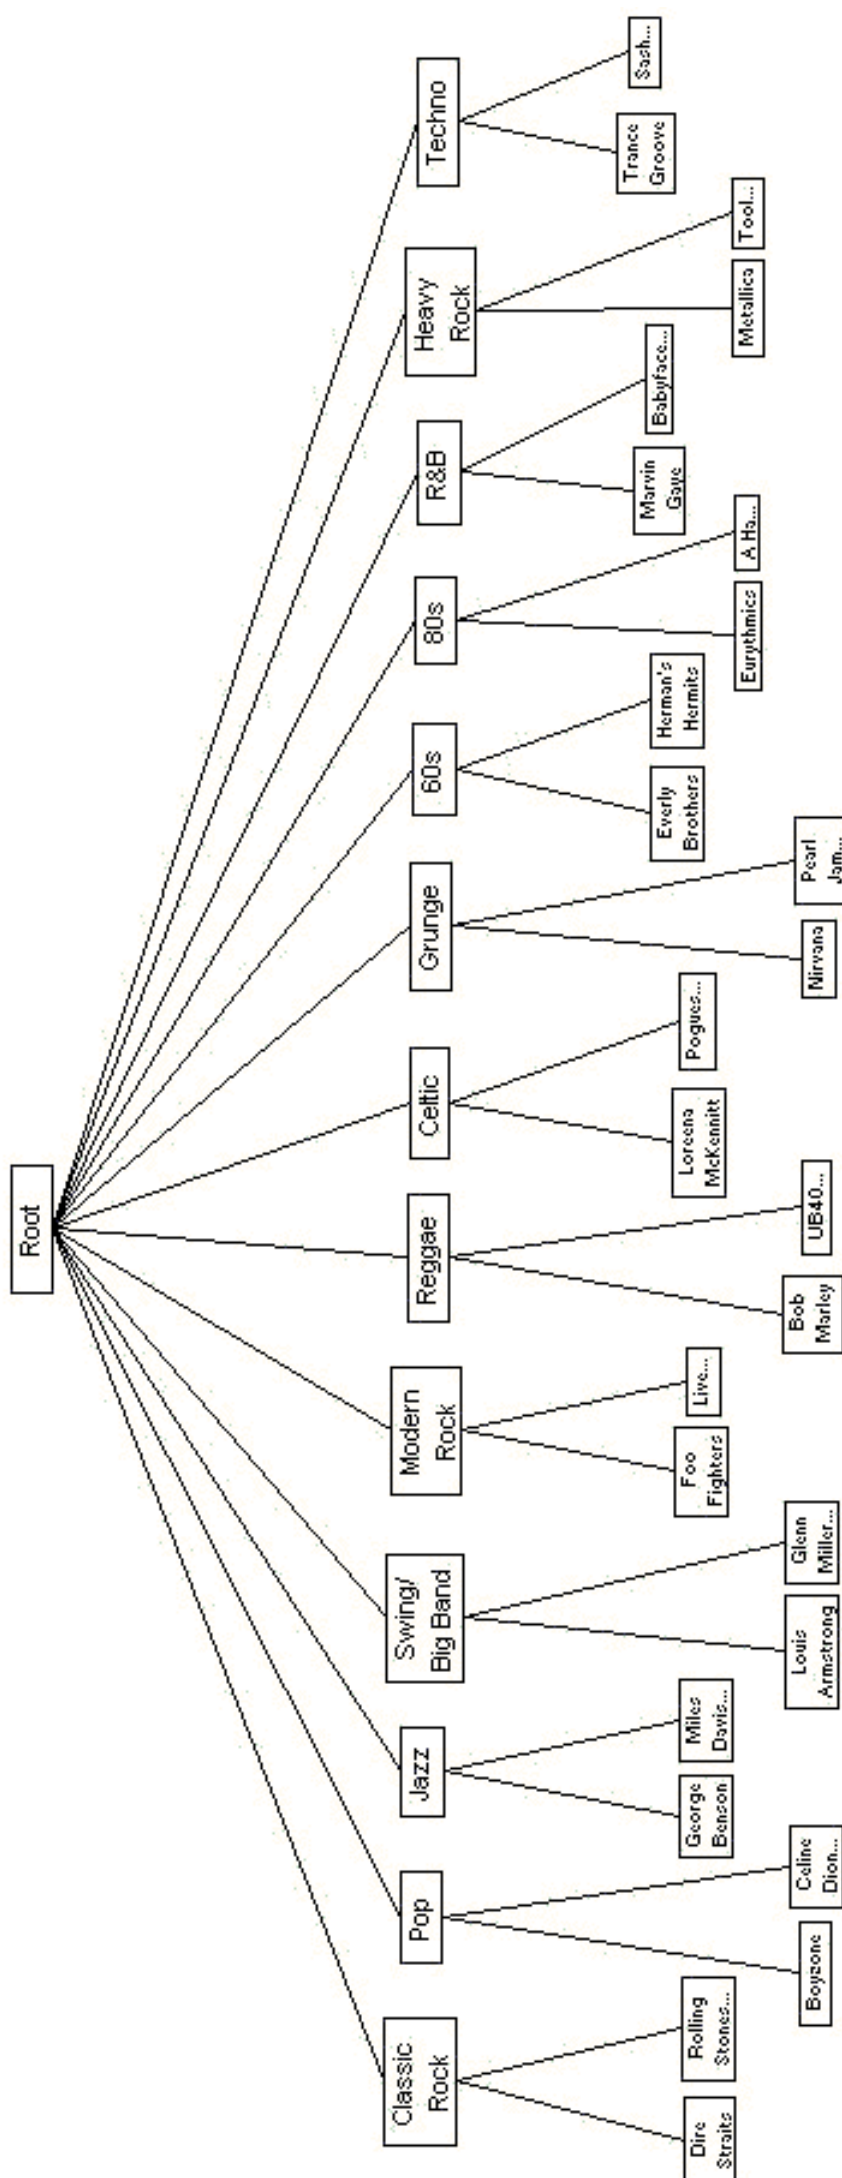 Root
Classic
Rock
Pop
Jazz
Swing/
Big Band
Modern
Rock
Reggae
Celtic
Grunge
60s
80s
R&B
Heavy
Rock
Techno
Dire
Straits
Rolling
Stones...
Boyzone
Celine
Dion...
George
Benson
Miles
Davis...
Louis
Armstrong
Glenn
Miller...
Foo
Fighters
Live...
Bob
Marley
UB40...
Loreena
McKennitt
Pogues...
Nirvana
Pearl
Jam...
Everly
Brothers
Herman's
Hermits
Eurythmics
A Ha...
Marvin
Gaye
Babyface...
Metallica
Tool...
Trance
Groove
Sash...